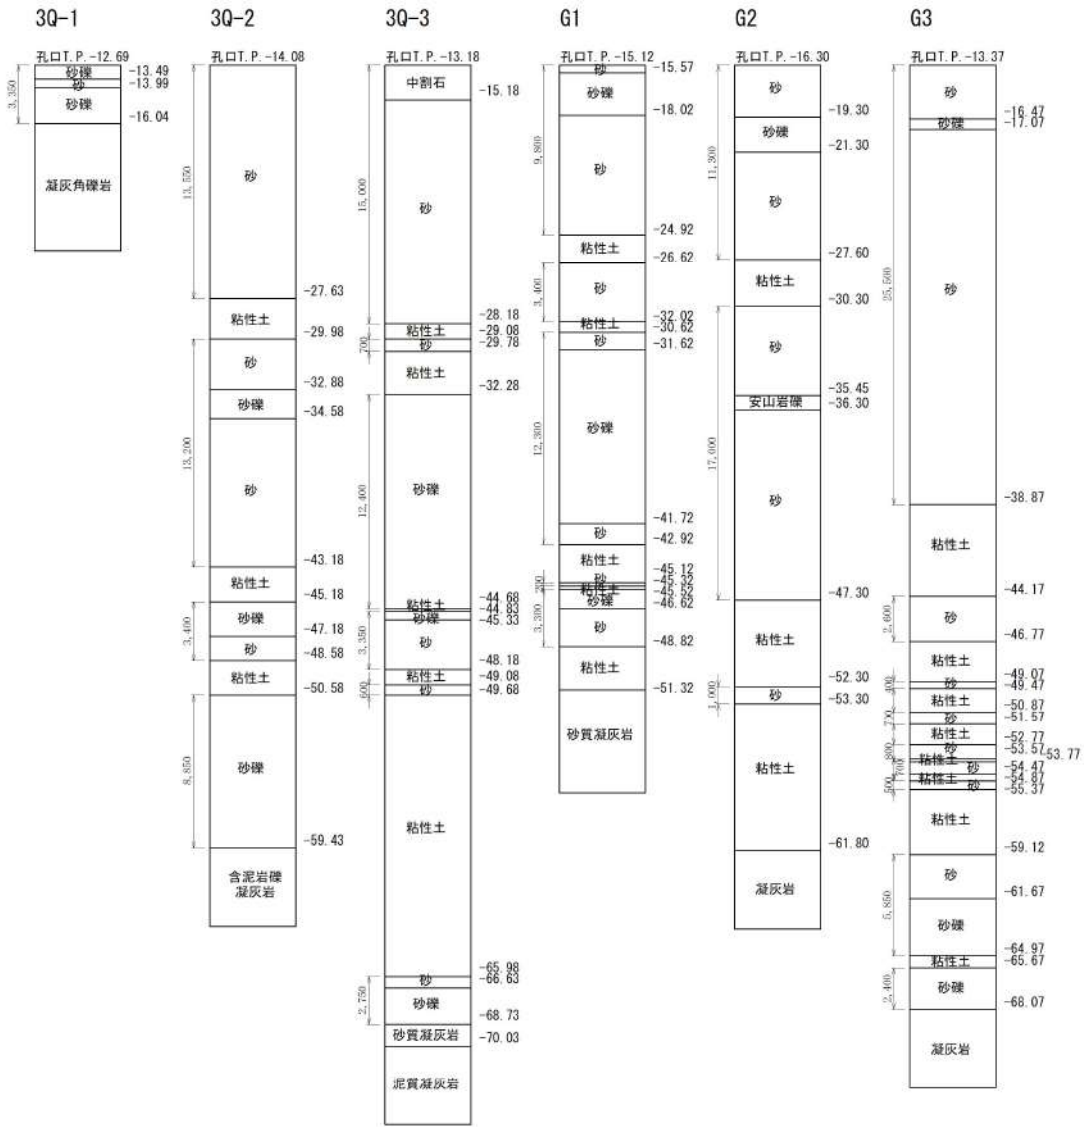 3Q-1
孔口T.P.-12.69
砂礫
-13.49
砂
-13.99
砂礫
-16.04
3,350
凝灰角礫岩
3Q-2
孔口T.P.-14.08
13,550
砂
-27.63
粘性土
-29.98
砂
-32.88
砂礫
-34.58
13,200
砂
-43.18
粘性土
-45.18
砂礫
-47.18
3,400
砂
-48.58
粘性土
-50.58
8,850
砂礫
-59.43
含泥岩礫
凝灰岩
3Q-3
孔口T.P.-13.18
中割石
-15.18
15,000
砂
-28.18
粘性土
-29.08
700
砂
-29.78
粘性土
-32.28
12,400
砂礫
-44.68
粘性土
-44.83
砂礫
-45.33
3,350
砂
-48.18
粘性土
-49.08
600
砂
-49.68
粘性土
-65.98
砂
-66.63
2,750
砂礫
-68.73
砂質凝灰岩
-70.03
泥質凝灰岩
G1
孔口T.P.-15.12
砂
-15.57
砂礫
-18.02
9,800
砂
-24.92
粘性土
-26.62
3,400
砂
-32.02
粘性土
-30.62
砂
-31.62
12,300
砂礫
-41.72
砂
-42.92
粘性土
-45.12
砂
-45.32
200
粘性土
-45.52
砂礫
-46.62
3,300
砂
-48.82
粘性土
-51.32
砂質凝灰岩
G2
孔口T.P.-16.30
砂
-19.30
砂礫
-21.30
11,300
砂
-27.60
粘性土
-30.30
砂
-35.45
安山岩礫
-36.30
17,000
砂
-47.30
粘性土
-52.30
1,000
砂
-53.30
粘性土
-61.80
凝灰岩
G3
孔口T.P.-13.37
砂
-16.47
砂礫
-17.07
25,500
砂
-38.87
粘性土
-44.17
2,600
砂
-46.77
粘性土
-49.07
400
砂
-49.47
粘性土
-50.87
700
砂
-51.57
粘性土
-52.77
800
砂
-53.57
粘性土
-53.77
700
砂
-54.47
粘性土
-54.87
500
砂
-55.37
粘性土
-59.12
砂
-61.67
5,850
砂礫
-64.97
粘性土
-65.67
2,400
砂礫
-68.07
凝灰岩